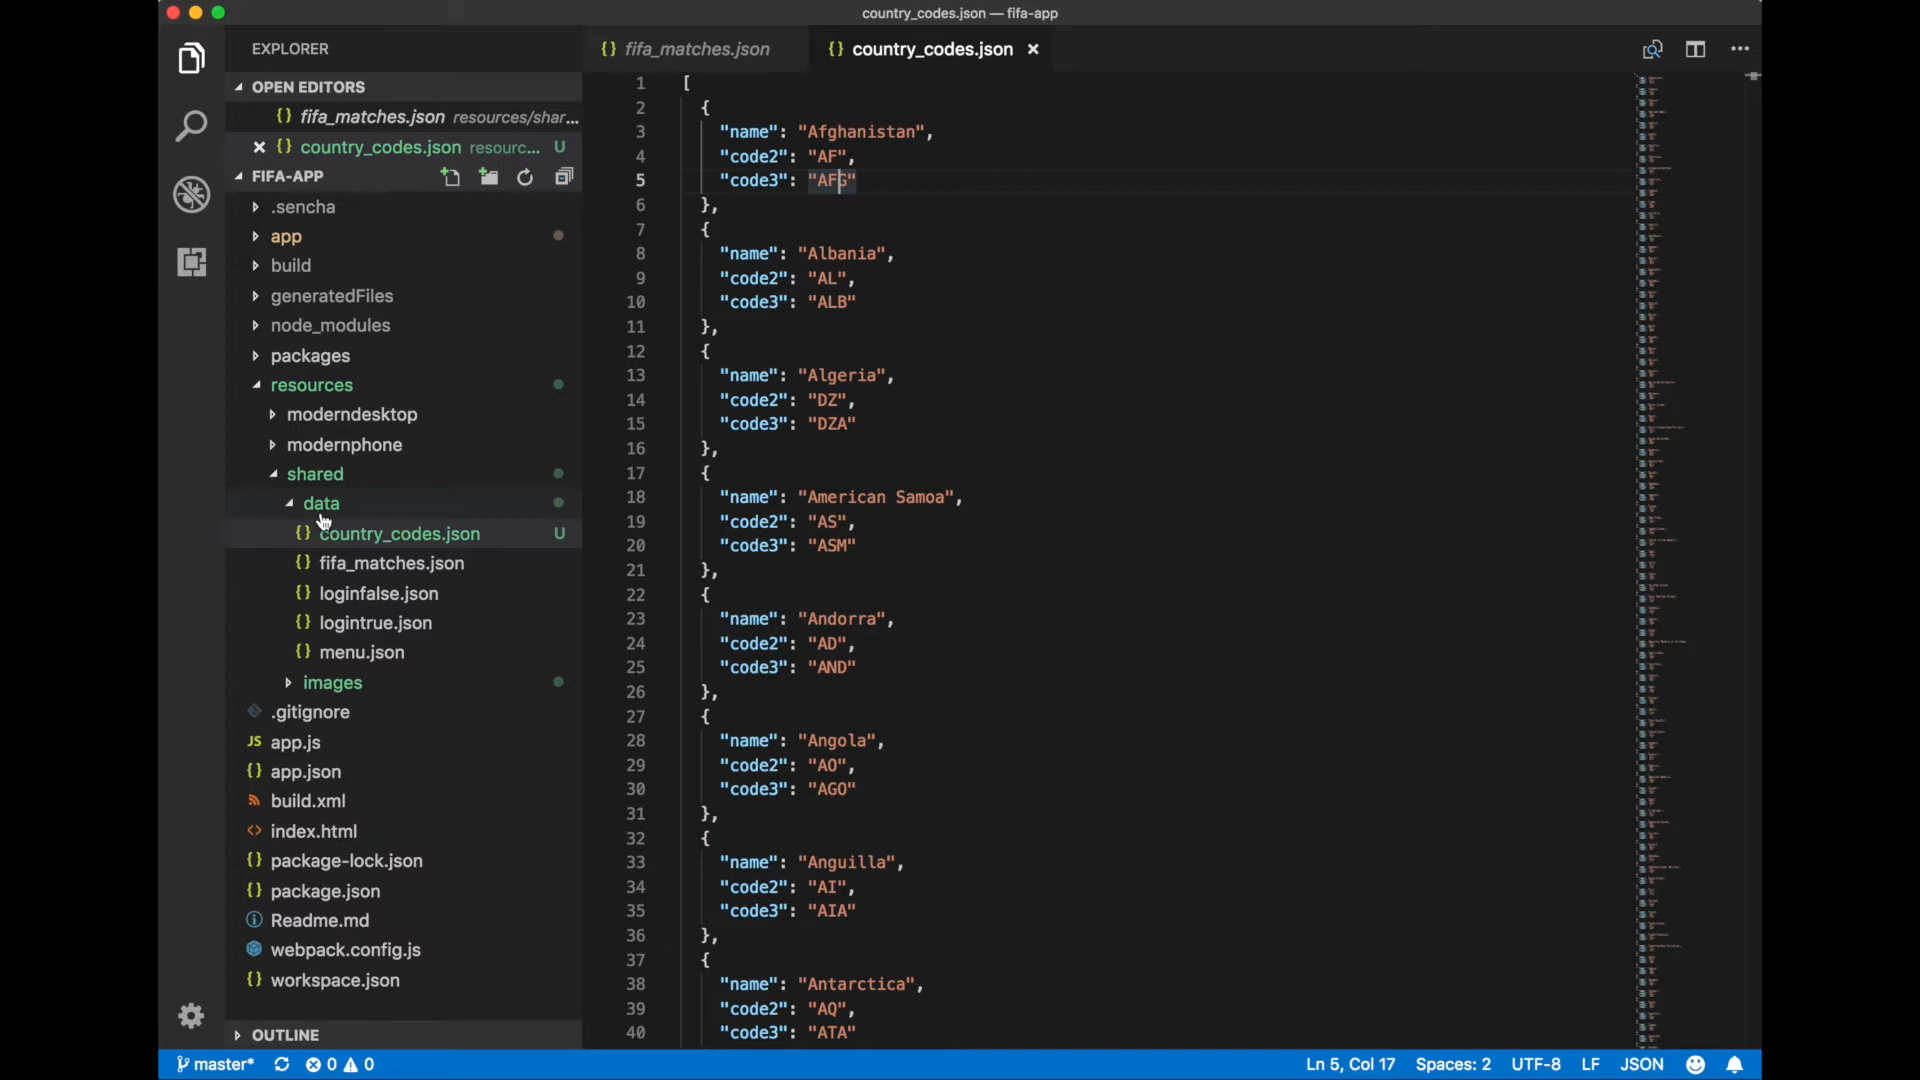 country_codes.json — fifa-app
EXPLORER
OPEN EDITORS
{} fifa_matches.json resources/shar...
{} country_codes.json resourc... U
FIFA-APP
.sencha
app
build
generatedFiles
node_modules
packages
resources
moderndesktop
modernphone
shared
data
{} country_codes.json U
{} fifa_matches.json
{} loginfalse.json
{} logintrue.json
{} menu.json
images
.gitignore
JS app.js
{} app.json
build.xml
<> index.html
{} package-lock.json
{} package.json
Readme.md
webpack.config.js
{} workspace.json
OUTLINE
{} fifa_matches.json
{} country_codes.json
1 [
2 {
3 "name": "Afghanistan",
4 "code2": "AF",
5 "code3": "AFG"
6 },
7 {
8 "name": "Albania",
9 "code2": "AL",
10 "code3": "ALB"
11 },
12 {
13 "name": "Algeria",
14 "code2": "DZ",
15 "code3": "DZA"
16 },
17 {
18 "name": "American Samoa",
19 "code2": "AS",
20 "code3": "ASM"
21 },
22 {
23 "name": "Andorra",
24 "code2": "AD",
25 "code3": "AND"
26 },
27 {
28 "name": "Angola",
29 "code2": "AO",
30 "code3": "AGO"
31 },
32 {
33 "name": "Anguilla",
34 "code2": "AI",
35 "code3": "AIA"
36 },
37 {
38 "name": "Antarctica",
39 "code2": "AQ",
40 "code3": "ATA"
master* 0 0 Ln 5, Col 17 Spaces: 2 UTF-8 LF JSON